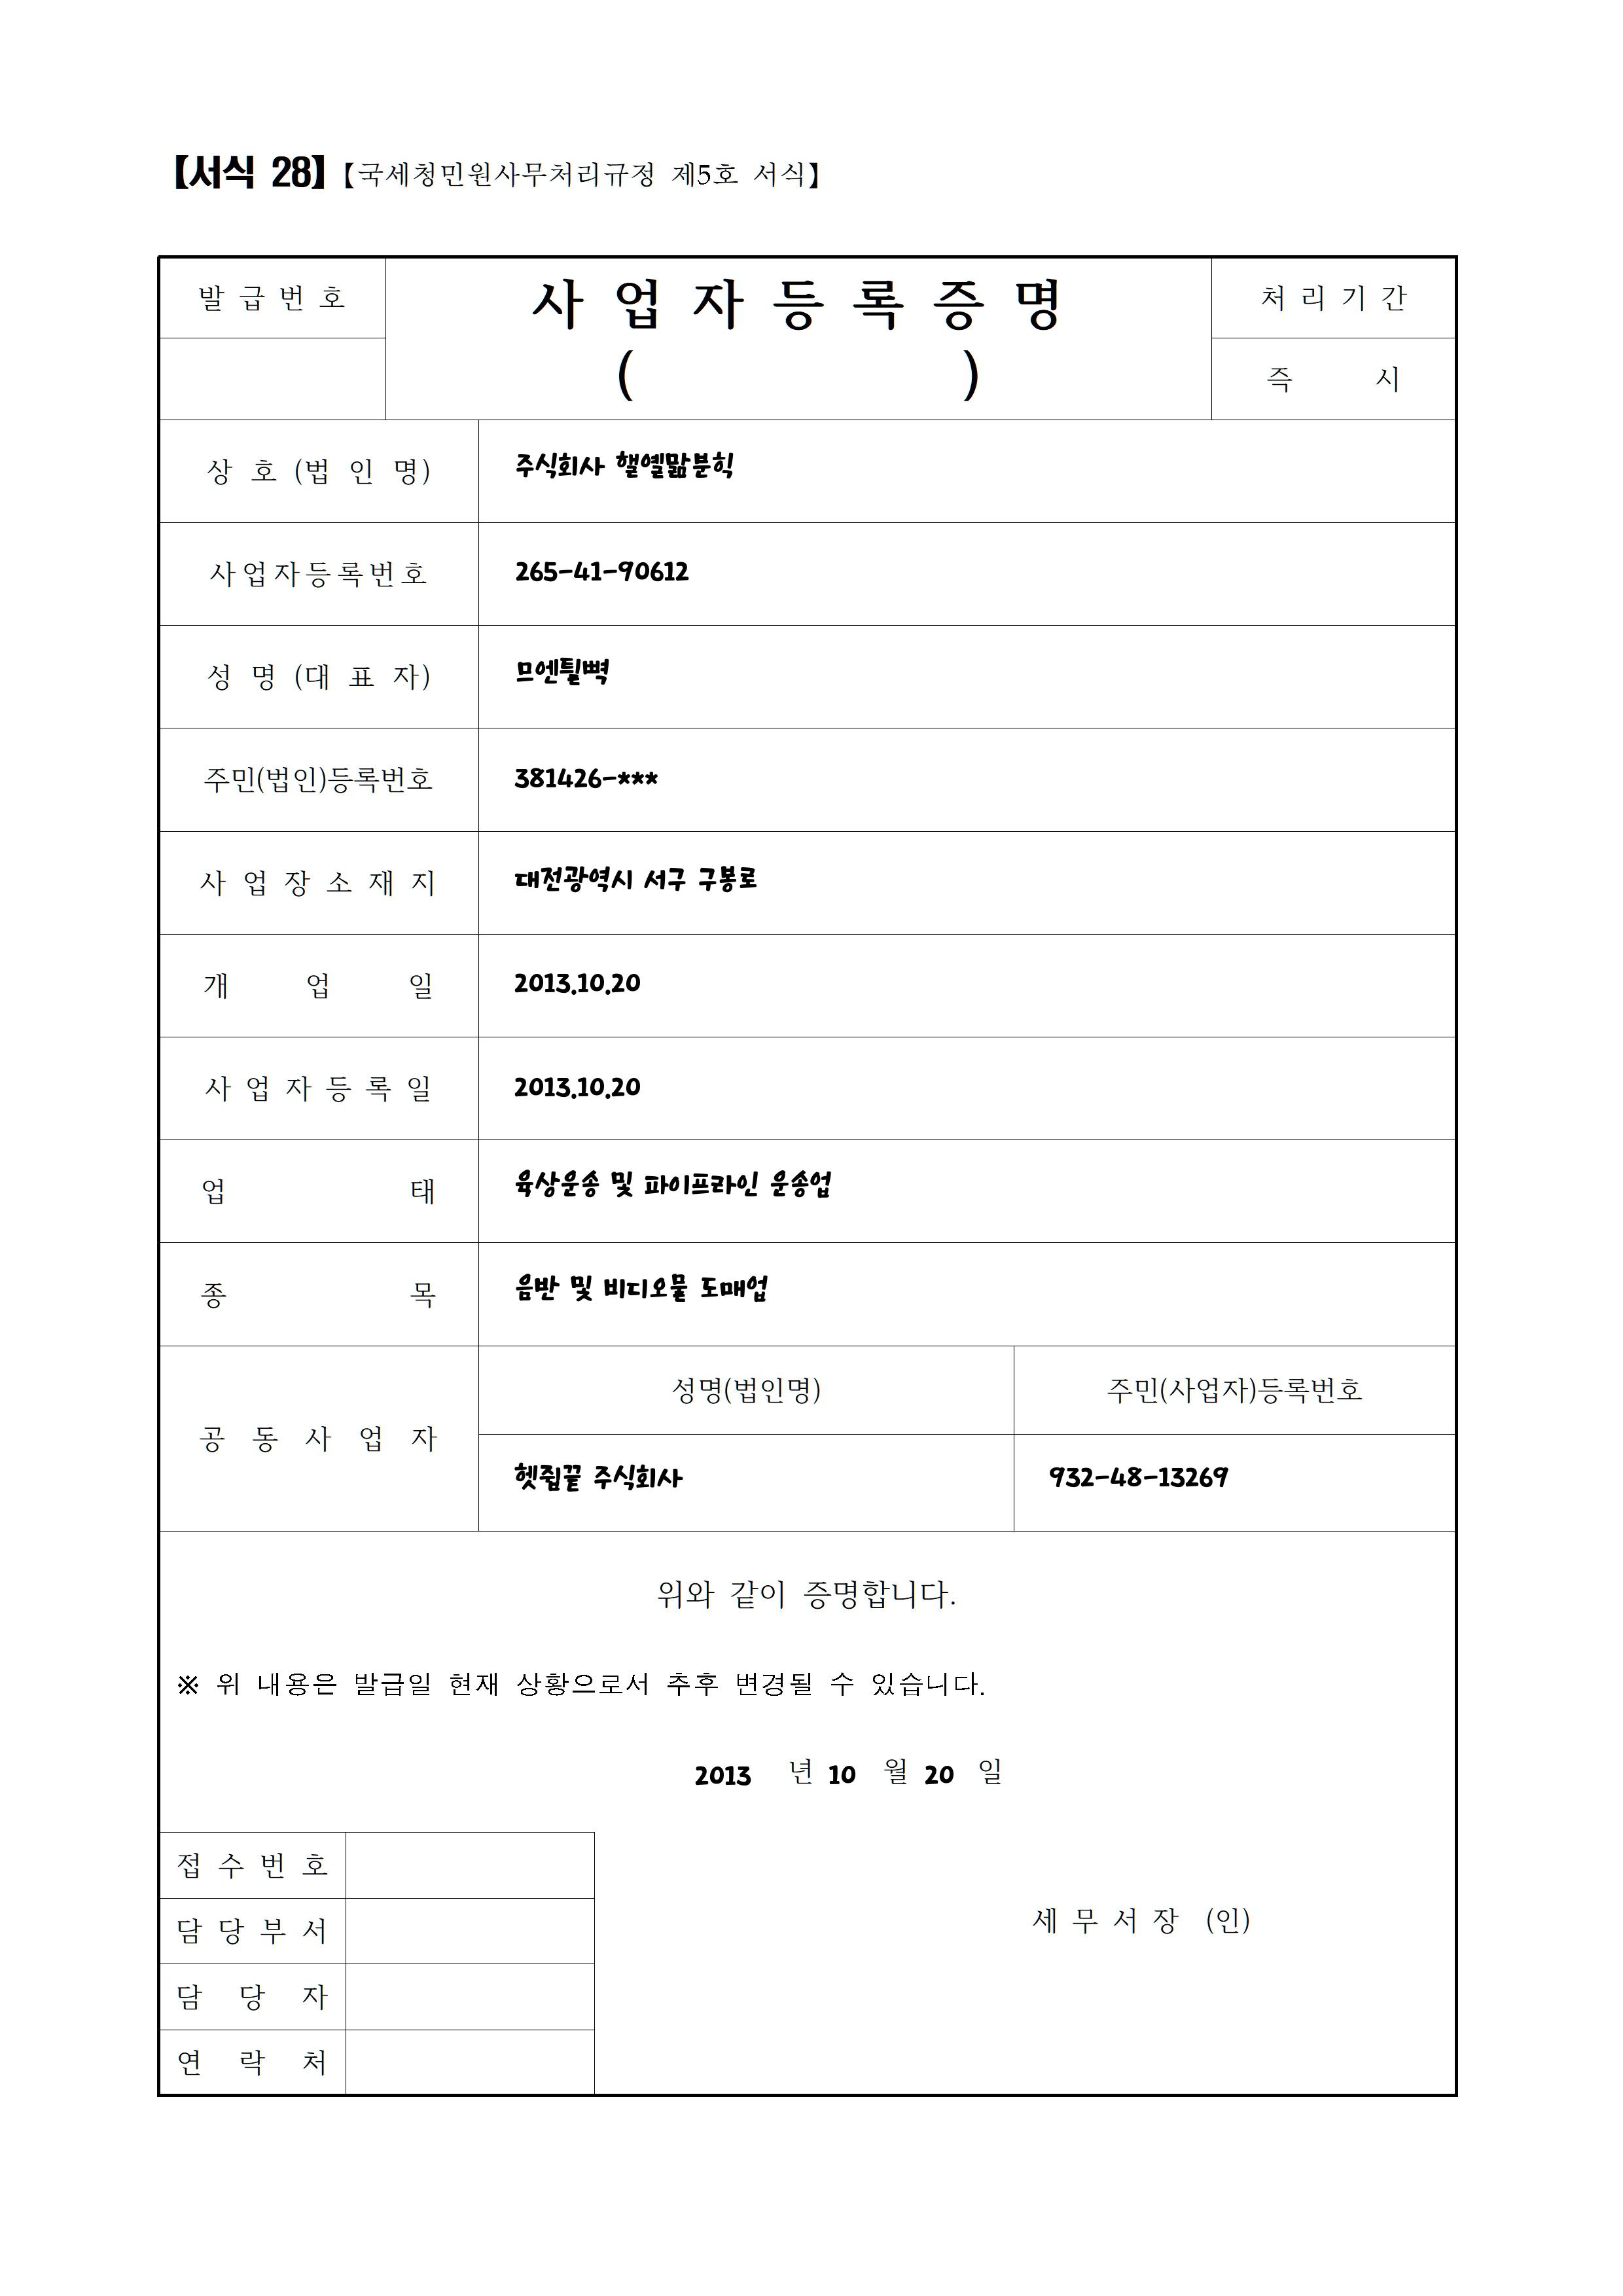 【서식 28】【국세청민원사무처리규정 제5호 서식】
발급번호
사업자등록증명
( )
처리기간
즉 시
상 호 (법 인 명) 주식회사 핼옐맒분힉
사업자등록번호 265-41-90612
성 명 (대 표 자) 므엔튈뼉
주민(법인)등록번호 381426-***
사업장소재지 대전광역시 서구 구봉로
개 업 일 2013.10.20
사업자등록일 2013.10.20
업 태 육상운송 및 파이프라인 운송업
종 목 음반 및 비디오물 도매업
공동사업자
성명(법인명) 주민(사업자)등록번호
헷줩끝 주식회사 932-48-13269
위와 같이 증명합니다.
※ 위 내용은 발급일 현재 상황으로서 추후 변경될 수 있습니다.
2013 년 10 월 20 일
접수번호
담당부서
세무서장 (인)
담 당 자
연 락 처